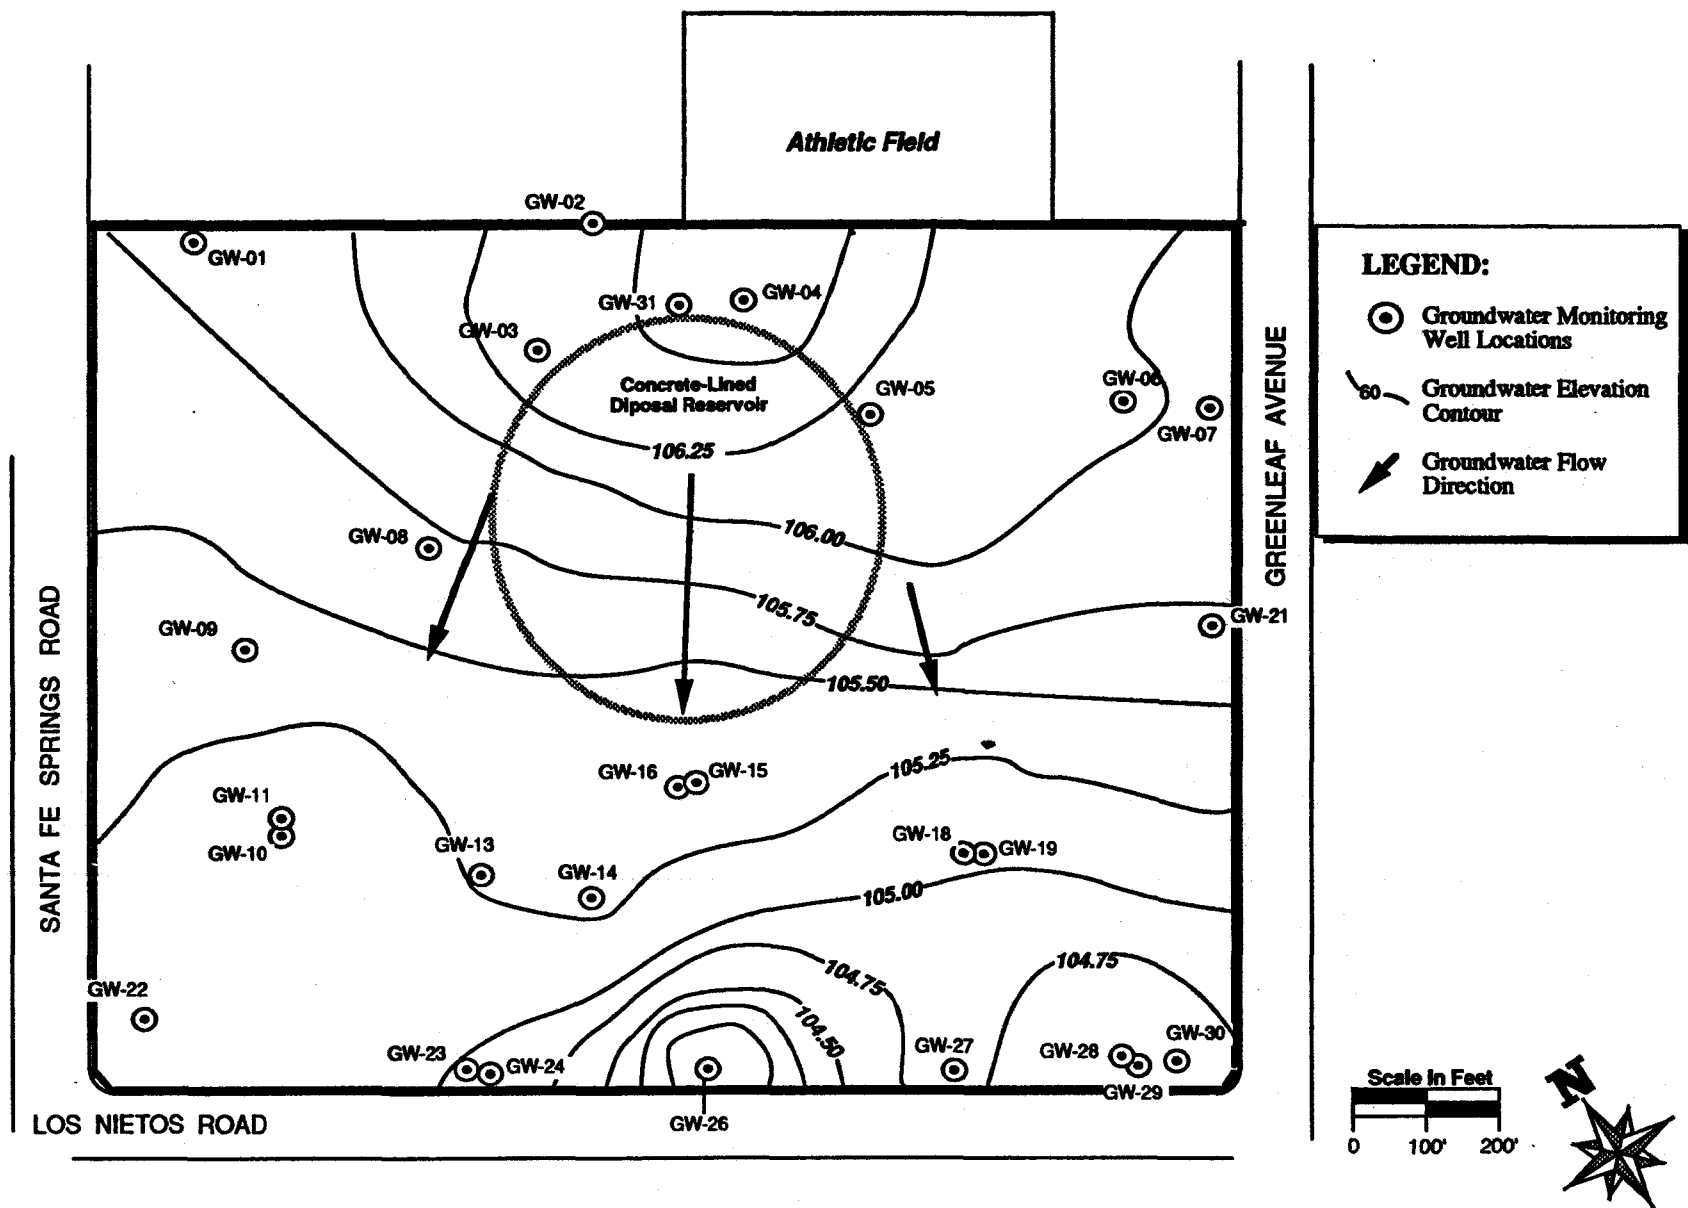 Athletic Field
GW-02
GW-01
GW-31
GW-04
GW-03
Concrete-Lined
Diposal Reservoir
GW-05
GW-06
GW-07
106.25
GW-08
106.00
105.75
GW-09
GW-21
105.50
GW-16
GW-15
105.25
GW-11
GW-10
GW-13
GW-14
GW-18
GW-19
105.00
104.75
104.75
GW-22
104.50
GW-23
GW-24
GW-27
GW-28
GW-30
GW-29
GW-26
SANTA FE SPRINGS ROAD
LOS NIETOS ROAD
GREENLEAF AVENUE
LEGEND:
Groundwater Monitoring
Well Locations
60
Groundwater Elevation
Contour
Groundwater Flow
Direction
Scale In Feet
0 100' 200'
N